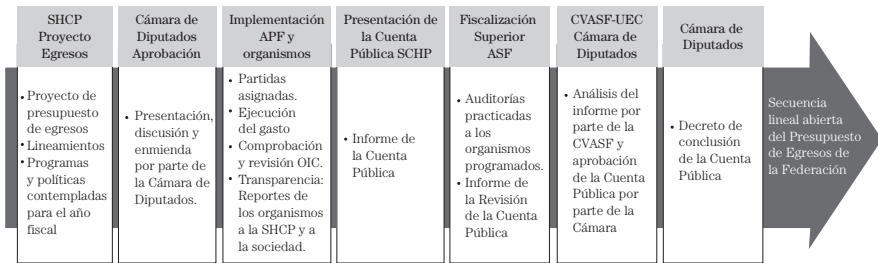 SHCP
Proyecto
Egresos
• Proyecto de
presupuesto
de egresos
• Lineamientos
• Programas
y políticas
contempladas
para el año
fiscal
Cámara de
Diputados
Aprobación
• Presentación,
discusión y
enmienda
por parte de
la Cámara de
Diputados.
Implementación
APF y
organismos
• Partidas
asignadas.
• Ejecución
del gasto
• Comprobación
y revisión OIC.
• Transparencia:
Reportes de
los organismos
a la SHCP y a
la sociedad.
Presentación de
la Cuenta
Pública SCHP
• Informe de
la Cuenta
Pública
Fiscalización
Superior
ASF
• Auditorías
practicadas
a los
organismos
programados.
• Informe de
la Revisión
de la Cuenta
Pública
CVASF-UEC
Cámara de
Diputados
• Análisis del
informe por
parte de la
CVASF y
aprobación
de la Cuenta
Pública por
parte de la
Cámara
Cámara de
Diputados
• Decreto de
conclusión
de la Cuenta
Pública
Secuencia
lineal abierta
del Presupuesto
de Egresos de
la Federación